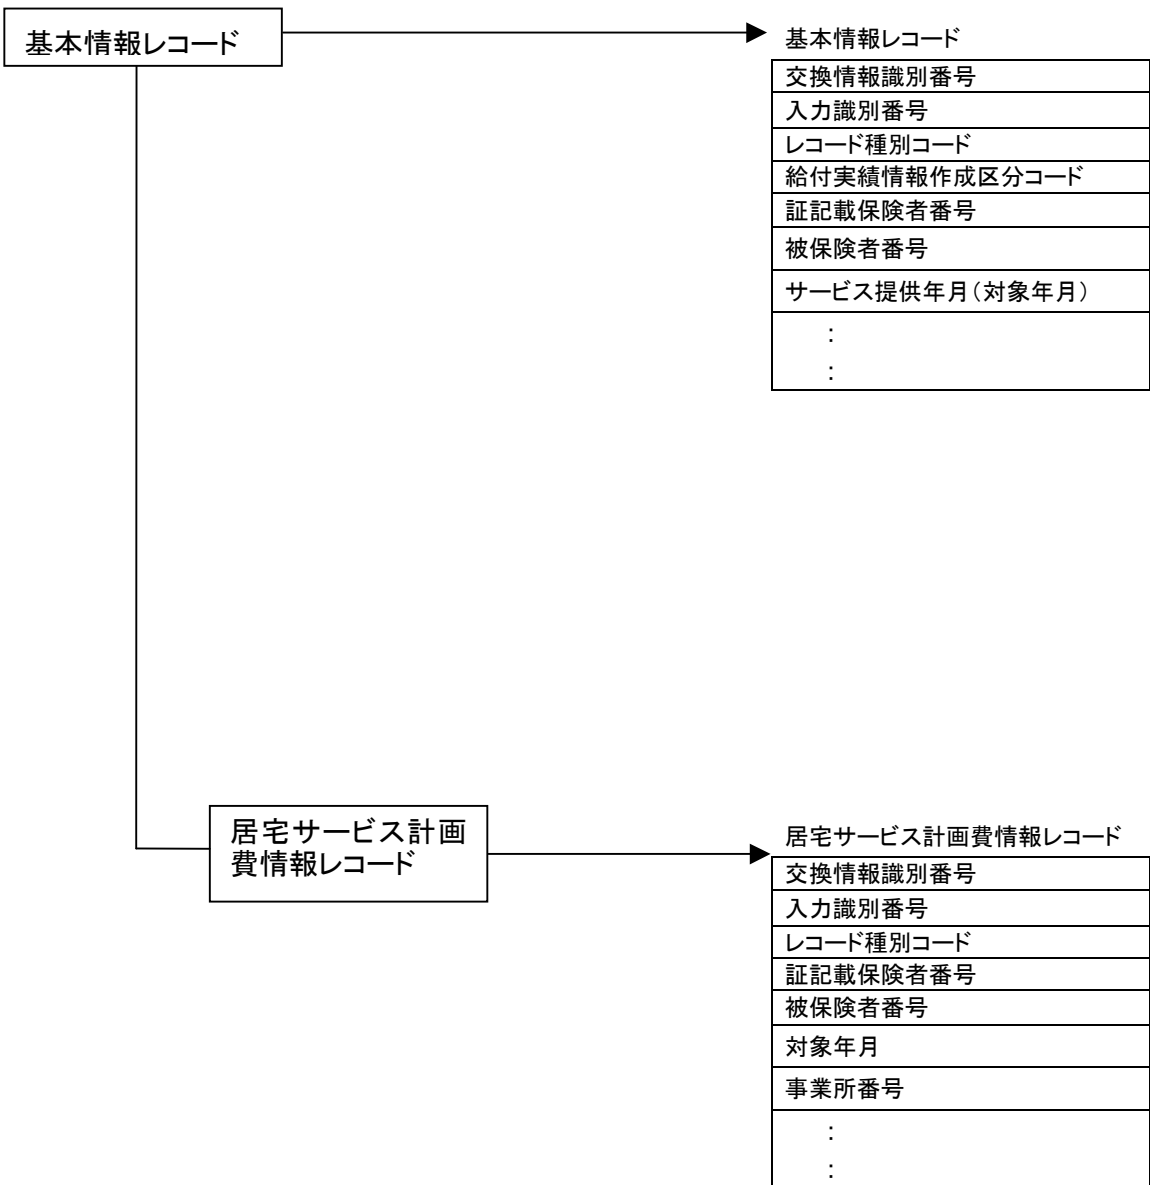 基本情報レコード
基本情報レコード
交換情報識別番号
入力識別番号
レコード種別コード
給付実績情報作成区分コード
証記載保険者番号
被保険者番号
サービス提供年月（対象年月）
：
：
居宅サービス計画
費情報レコード
居宅サービス計画費情報レコード
交換情報識別番号
入力識別番号
レコード種別コード
証記載保険者番号
被保険者番号
対象年月
事業所番号
：
：